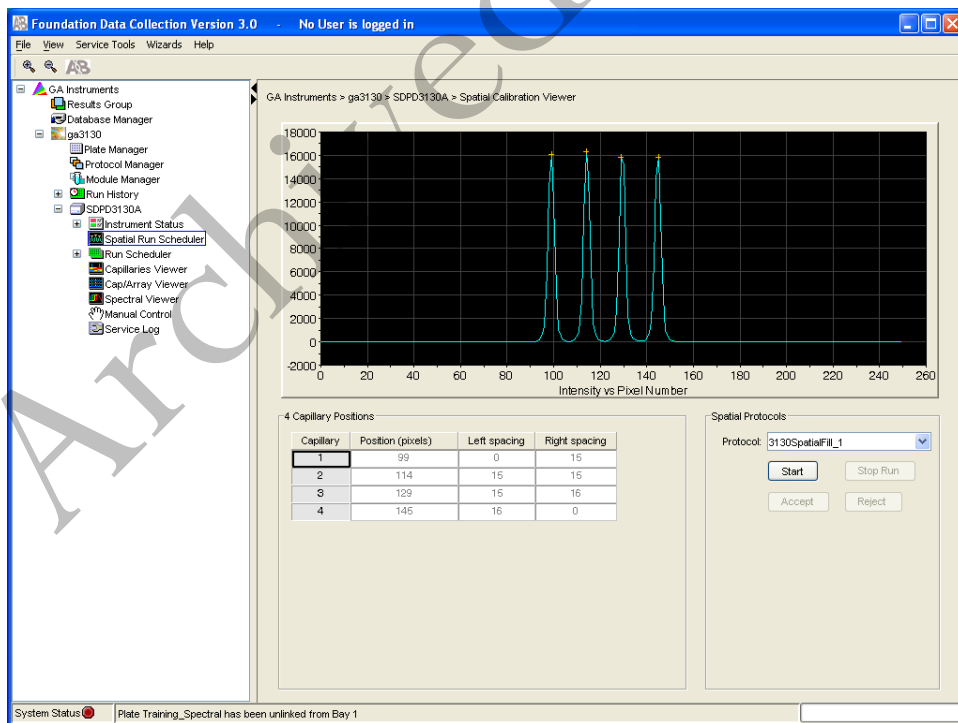 Foundation Data Collection Version 3.0 - No User is logged in
File View Service Tools Wizards Help
AB
GA Instruments
Results Group
Database Manager
ga3130
Plate Manager
Protocol Manager
Module Manager
Run History
SDPD3130A
Instrument Status
Spatial Run Scheduler
Run Scheduler
Capillaries Viewer
Cap/Array Viewer
Spectral Viewer
Manual Control
Service Log
GA Instruments > ga3130 > SDPD3130A > Spatial Calibration Viewer
18000
16000
14000
12000
10000
8000
6000
4000
2000
0
-2000
0 20 40 60 80 100 120 140 160 180 200 220 240 260
Intensity vs Pixel Number
4 Capillary Positions
Capillary Position (pixels) Left spacing Right spacing
1 99 0 15
2 114 15 15
3 129 15 16
4 145 16 0
Spatial Protocols
Protocol: 3130SpatialFill_1
Start Stop Run
Accept Reject
System Status Plate Training_Spectral has been unlinked from Bay 1
Archived